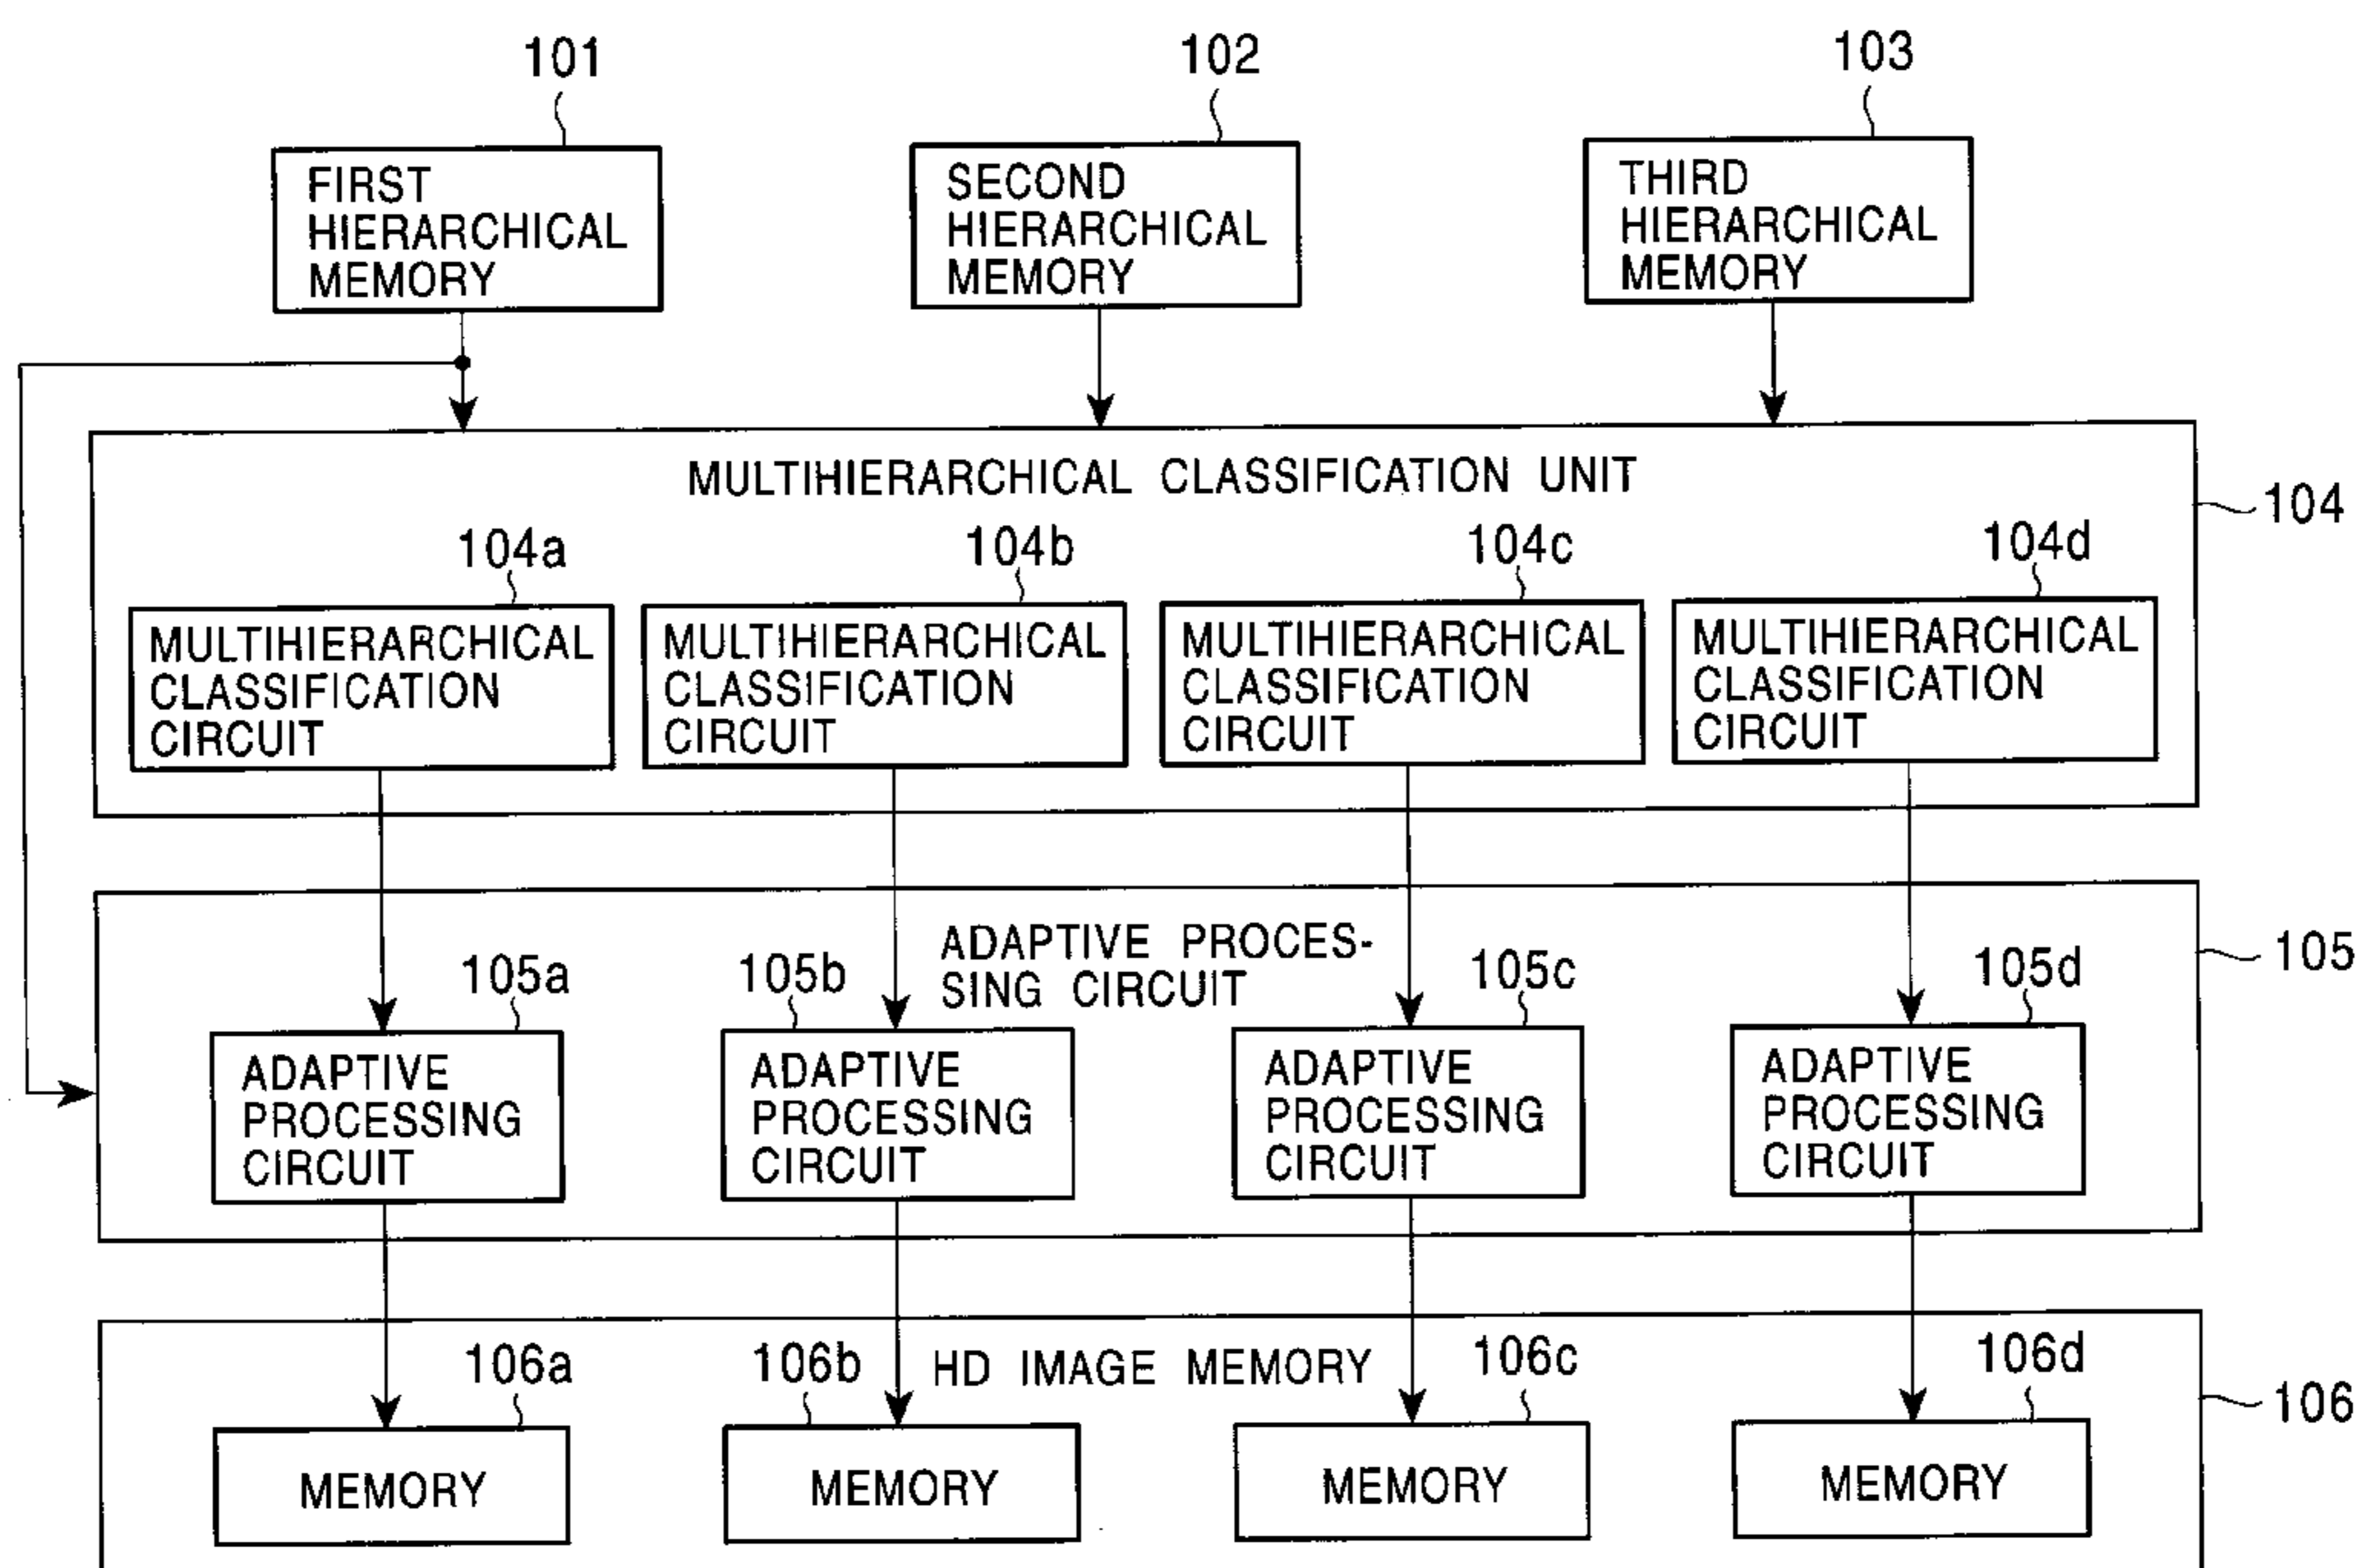 101
102
103
FIRST
HIERARCHICAL
MEMORY
SECOND
HIERARCHICAL
MEMORY
THIRD
HIERARCHICAL
MEMORY
MULTIHIERARCHICAL CLASSIFICATION UNIT
104
104a
104b
104c
104d
MULTIHIERARCHICAL
CLASSIFICATION
CIRCUIT
MULTIHIERARCHICAL
CLASSIFICATION
CIRCUIT
MULTIHIERARCHICAL
CLASSIFICATION
CIRCUIT
MULTIHIERARCHICAL
CLASSIFICATION
CIRCUIT
ADAPTIVE PROCES-
SING CIRCUIT
105
105a
105b
105c
105d
ADAPTIVE
PROCESSING
CIRCUIT
ADAPTIVE
PROCESSING
CIRCUIT
ADAPTIVE
PROCESSING
CIRCUIT
ADAPTIVE
PROCESSING
CIRCUIT
HD IMAGE MEMORY
106
106a
106b
106c
106d
MEMORY
MEMORY
MEMORY
MEMORY